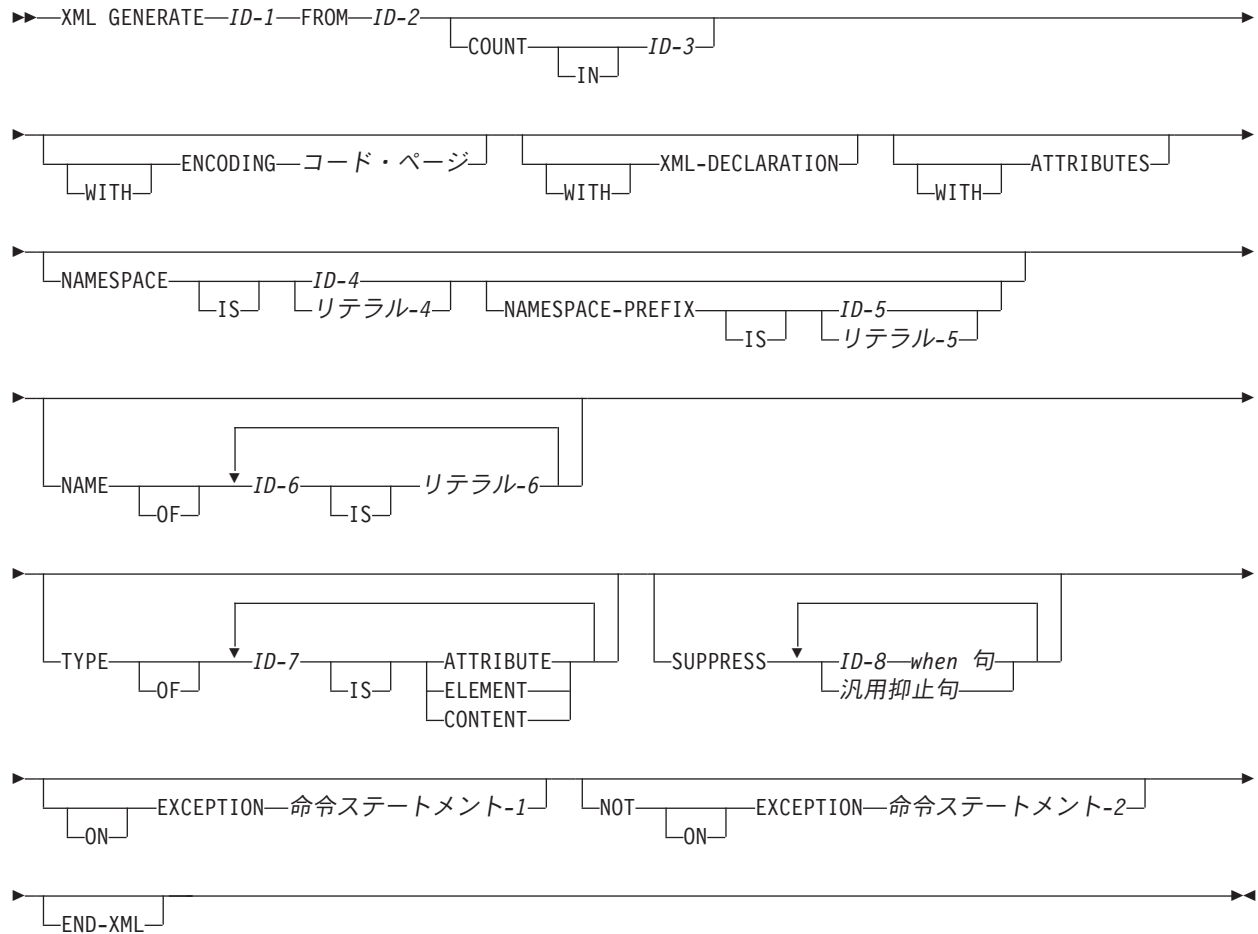 XML GENERATE ID-1 FROM ID-2
COUNT ID-3
IN
ENCODING コード・ページ XML-DECLARATION ATTRIBUTES
WITH WITH WITH
NAMESPACE ID-4
IS リテラル-4 NAMESPACE-PREFIX ID-5
IS リテラル-5
NAME ID-6 リテラル-6
OF IS
TYPE ID-7 ATTRIBUTE SUPPRESS ID-8 when 句
OF IS ELEMENT 汎用抑止句
CONTENT
EXCEPTION 命令ステートメント-1 NOT EXCEPTION 命令ステートメント-2
ON ON
END-XML